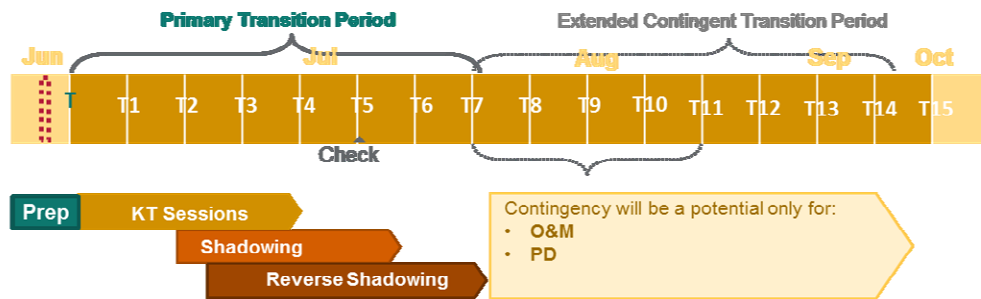 Primary Transition Period
Extended Contingent Transition Period
Jun
Jul
Aug
Sep
Oct
T
T1
T2
T3
T4
T5
T6
T7
T8
T9
T10
T11
T12
T13
T14
T15
Check
Prep
KT Sessions
Shadowing
Reverse Shadowing
Contingency will be a potential only for:
• O&M
• PD